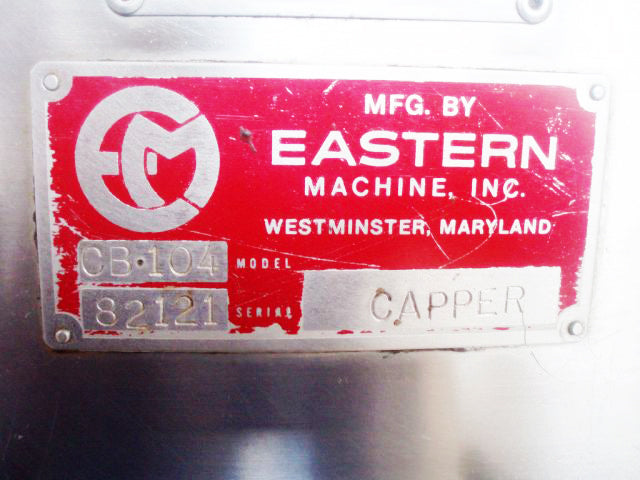 MFG. BY
EASTERN
MACHINE, INC.
WESTMINSTER, MARYLAND
CB·104 MODEL
82121 SERIAL
CAPPER